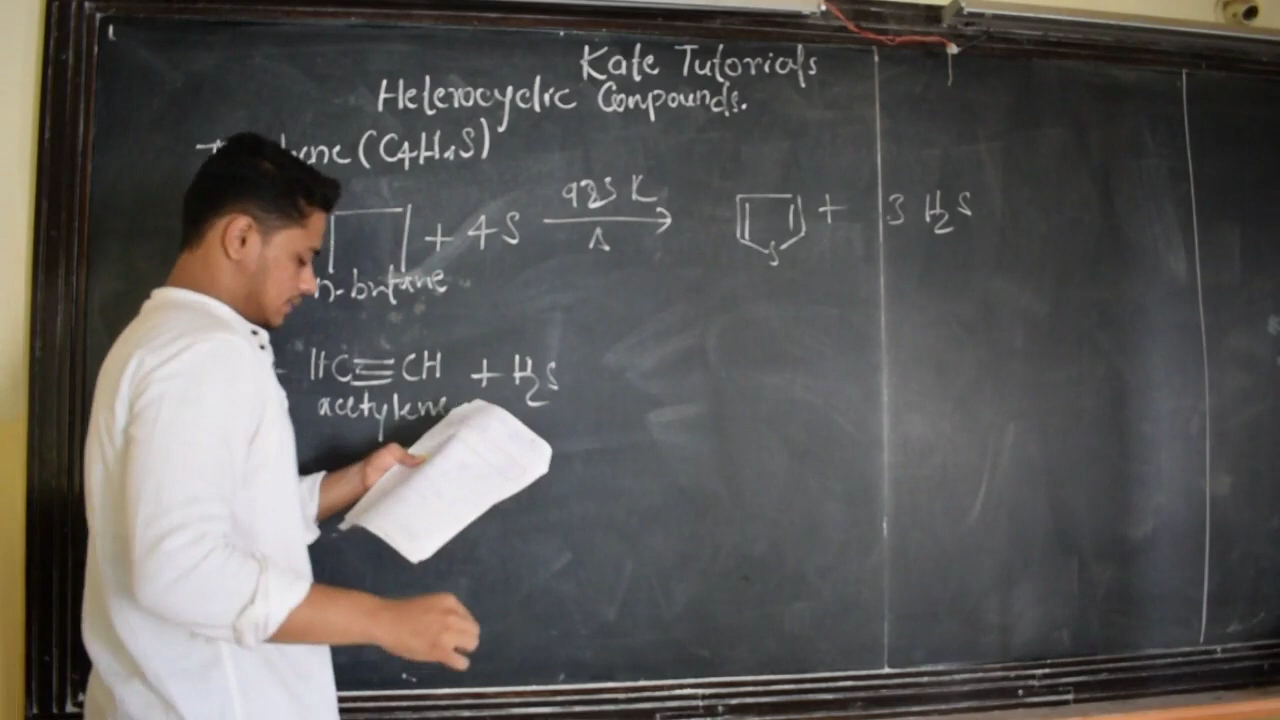 Kate Tutorials
Heterocyclic Compounds.
(C4H4S)
+ 4S 923 K Δ + 3 H2S
S
n-butane
HC≡CH + H2S
acetylene